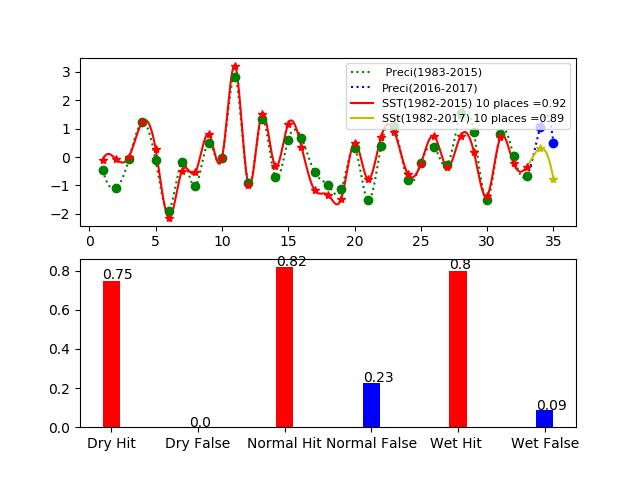 3
2
1
0
−1
−2
Preci(1983-2015)
Preci(2016-2017)
SST(1982-2015) 10 places =0.92
SST(1982-2017) 10 places =0.89
0 5 10 15 20 25 30 35
0.8
0.6
0.4
0.2
0.0
0.75 0.0 0.82 0.23 0.8 0.09
Dry Hit Dry False Normal Hit Normal False Wet Hit Wet False